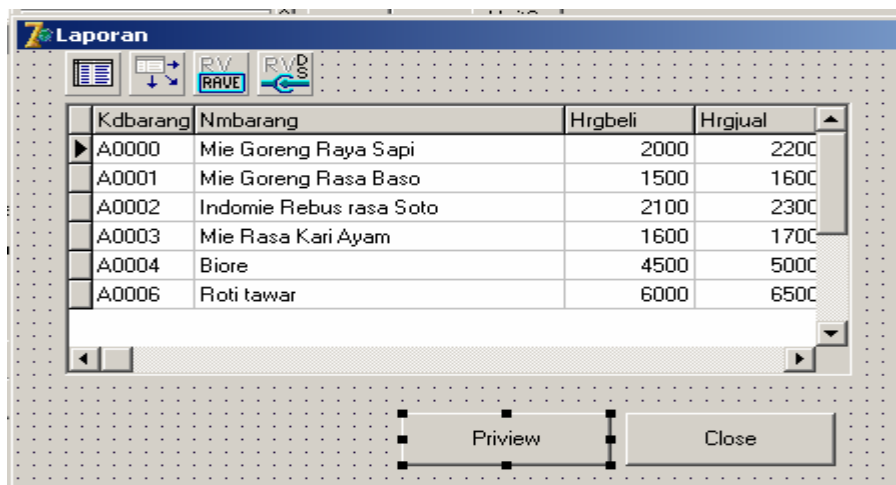 7 Laporan
RV RAVE RV DS
Kdbarang Nmbarang Hrgbeli Hrgjual
A0000 Mie Goreng Raya Sapi 2000 2200
A0001 Mie Goreng Rasa Baso 1500 1600
A0002 Indomie Rebus rasa Soto 2100 2300
A0003 Mie Rasa Kari Ayam 1600 1700
A0004 Biore 4500 5000
A0006 Roti tawar 6000 6500
Priview Close